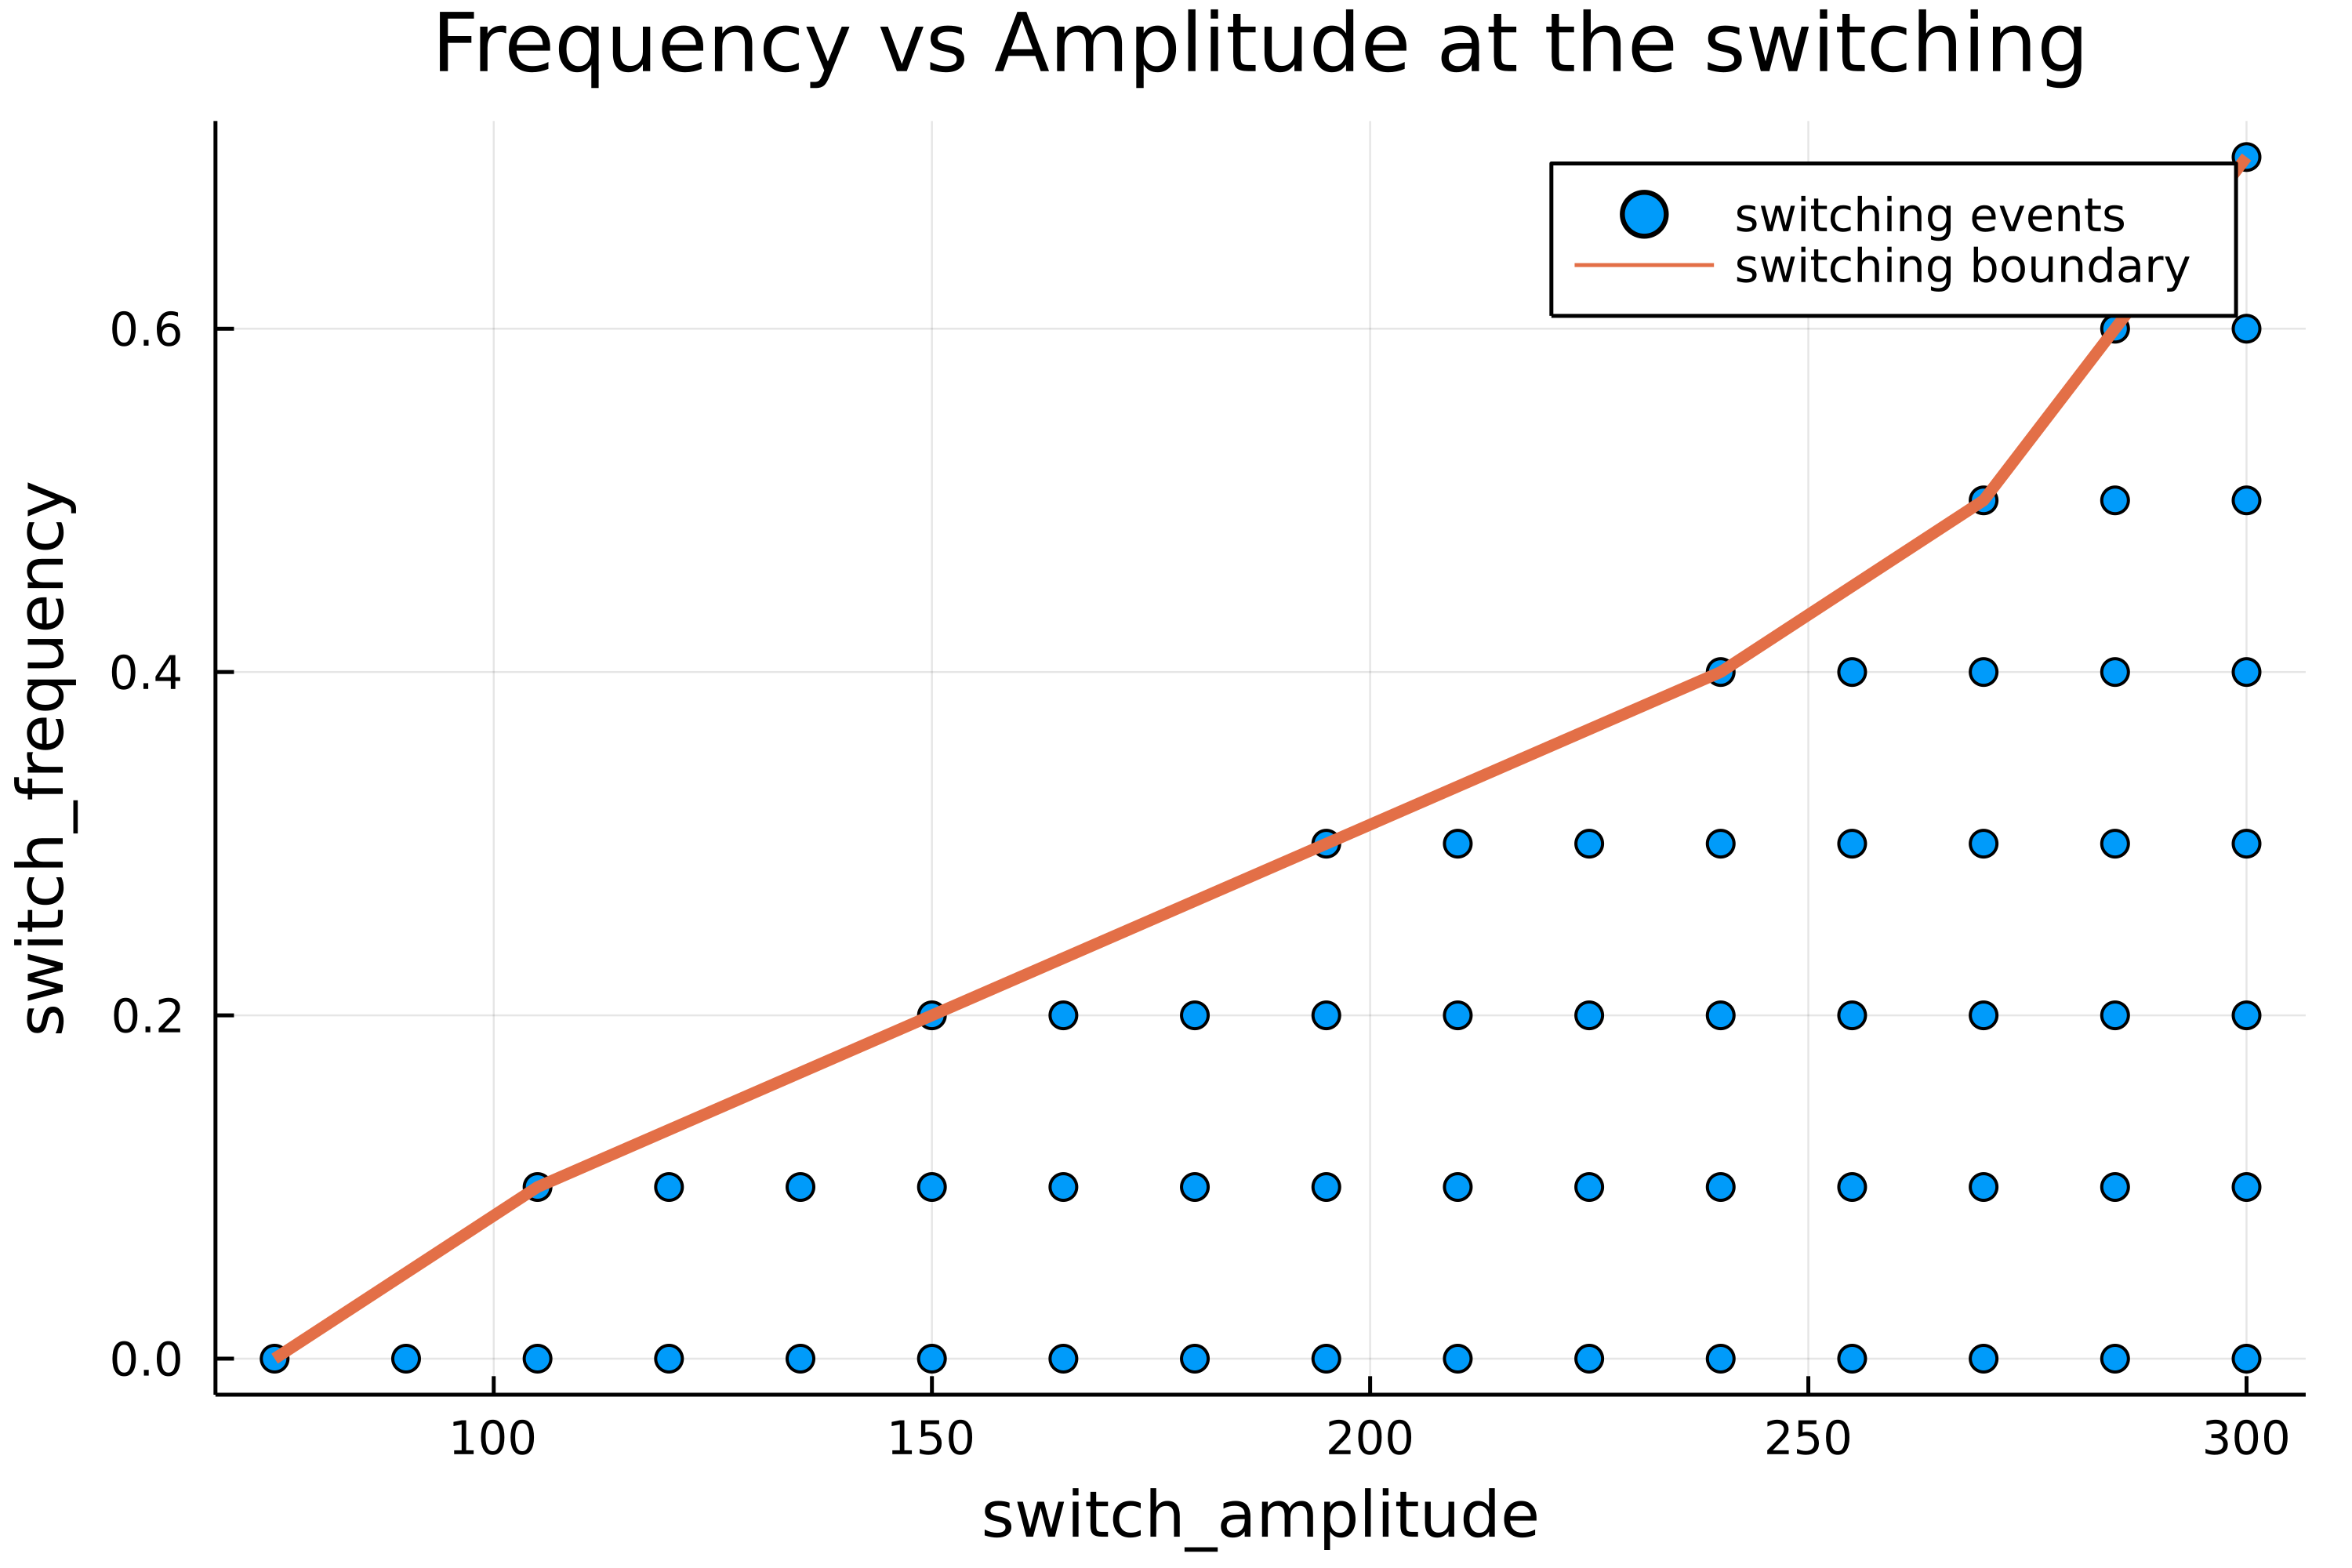 Frequency vs Amplitude at the switching
switching events
switching boundary
switch_frequency
0.6
0.4
0.2
0.0
100 150 200 250 300
switch_amplitude